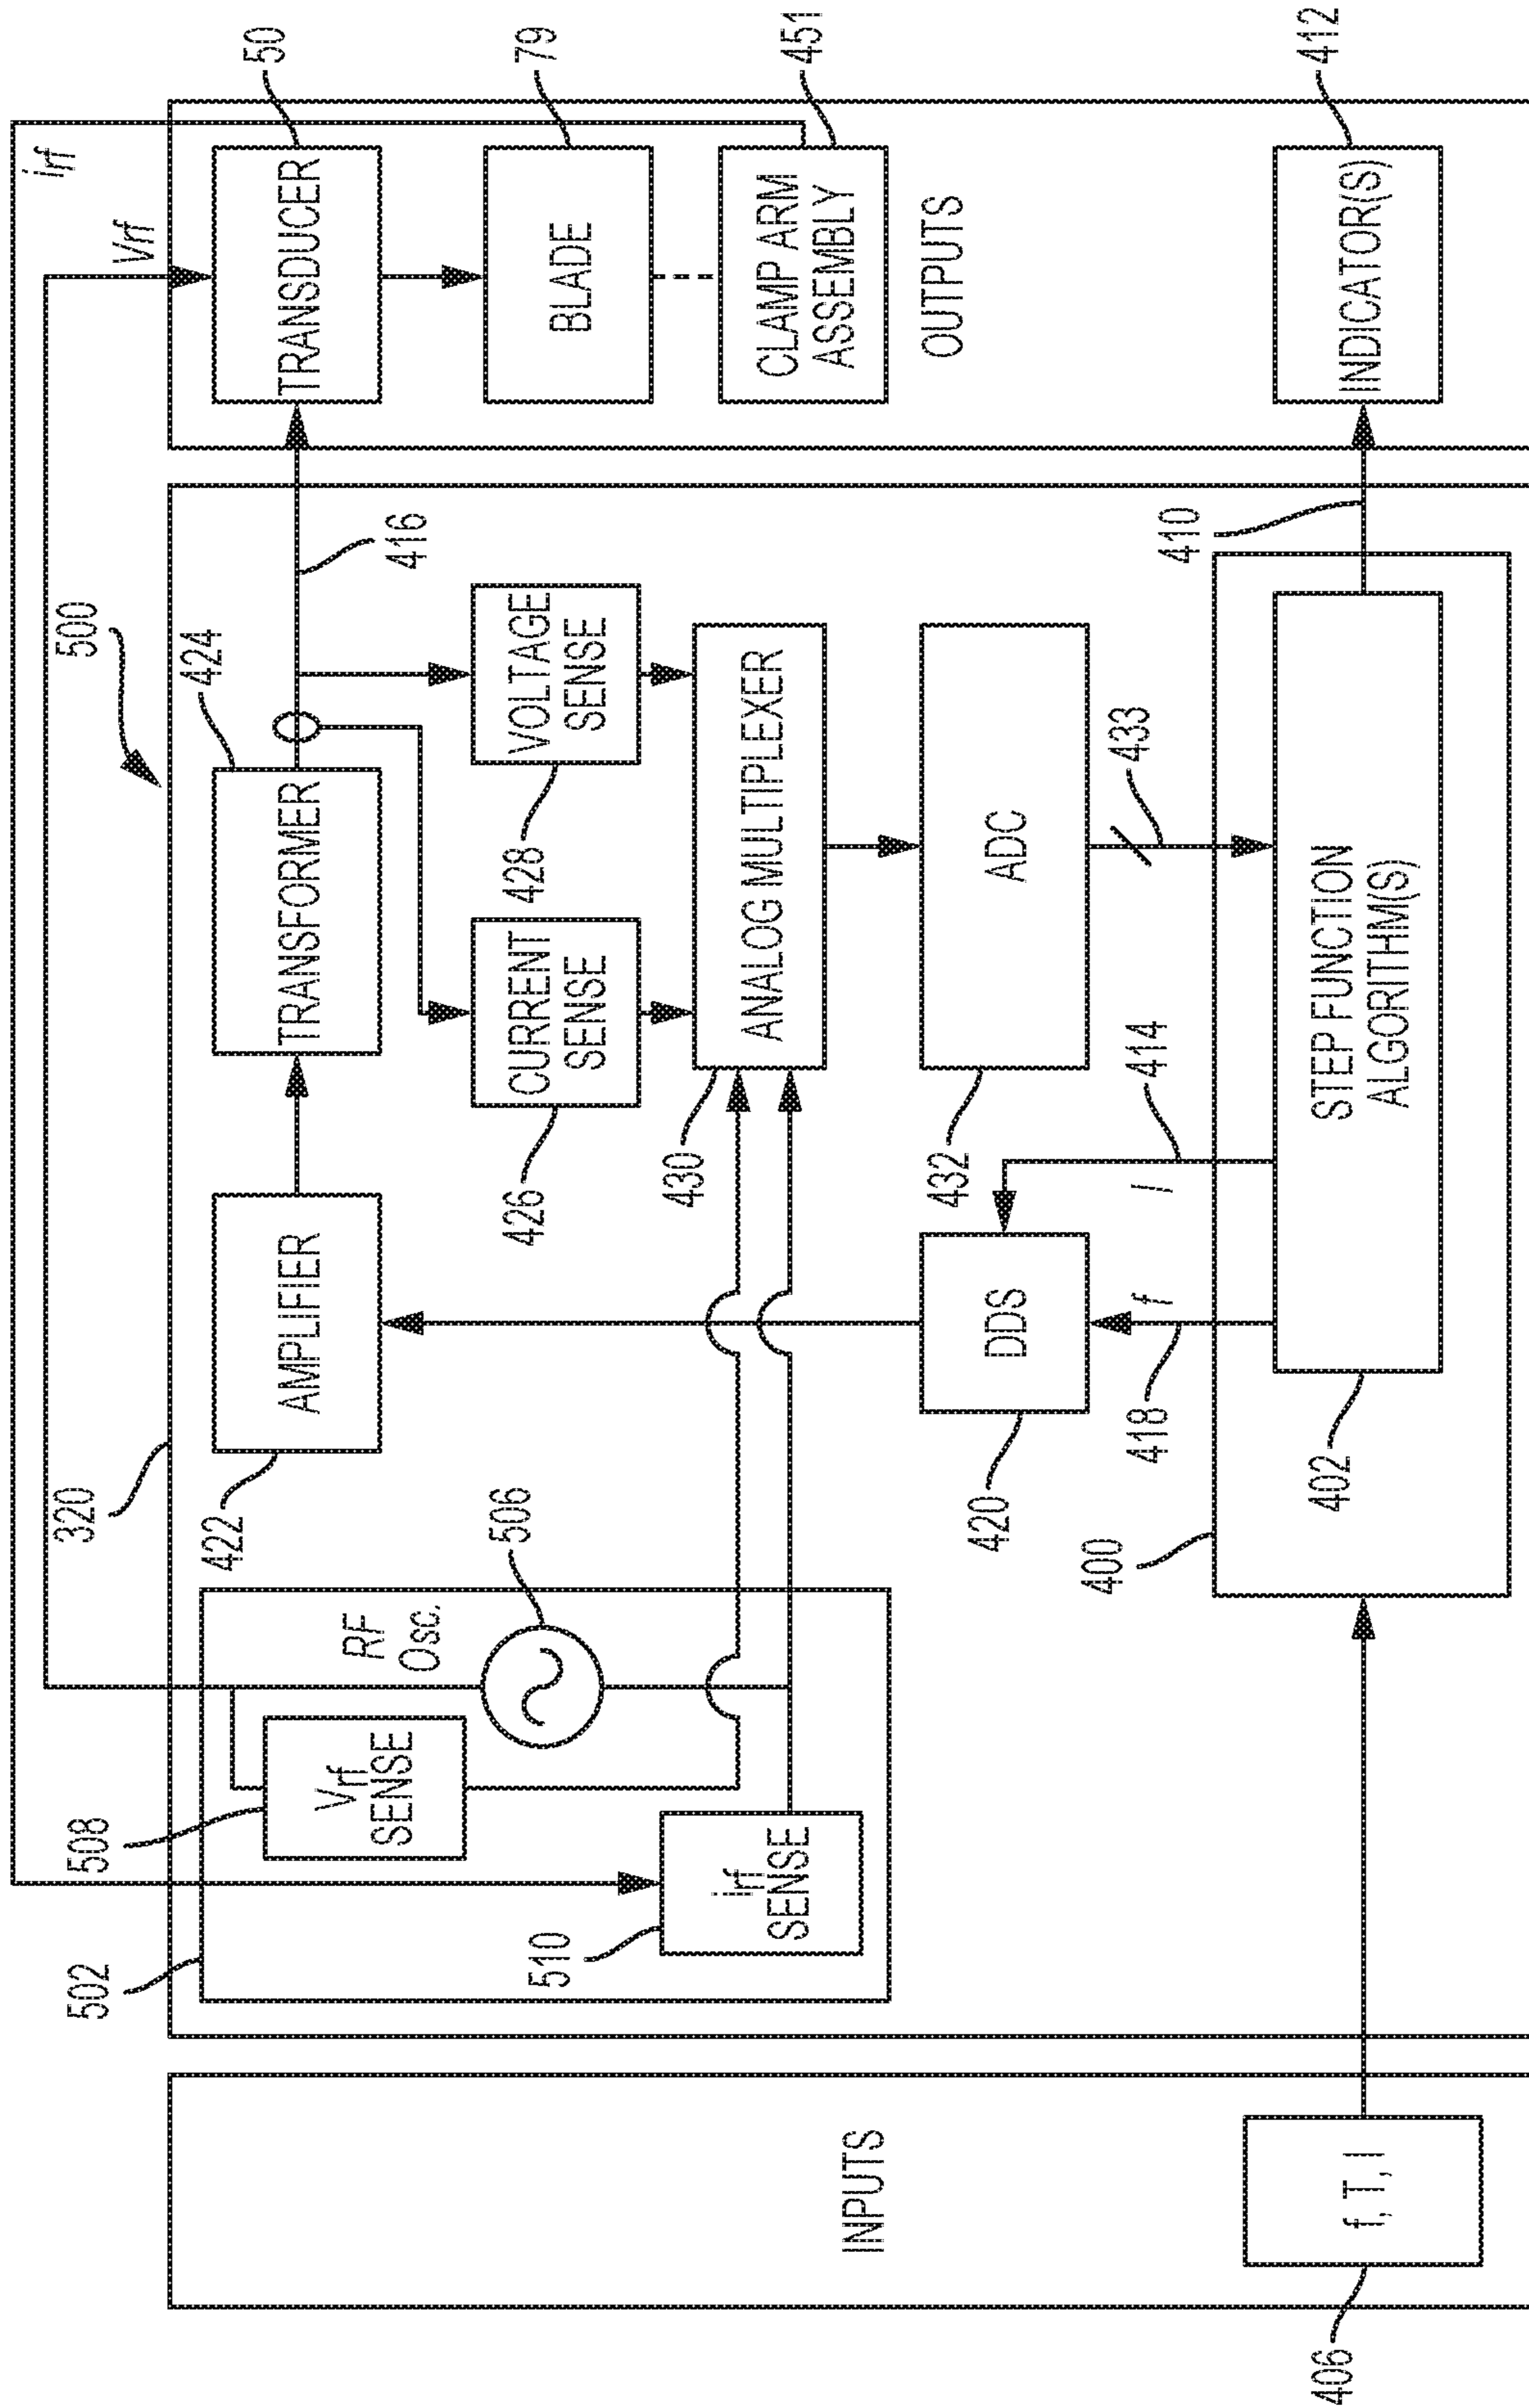 500
320
Irf
Vrf
50
79
451
412
TRANSDUCER
BLADE
CLAMP ARM
ASSEMBLY
OUTPUTS
INDICATOR(S)
424
TRANSFORMER
416
VOLTAGE
SENSE
428
CURRENT
SENSE
426
ANALOG MULTIPLEXER
430
ADC
432
433
410
STEP FUNCTION
ALGORITHM(S)
402
400
414
I
f
418
DDS
420
AMPLIFIER
422
RF
Osc.
506
Vrf
SENSE
508
irf
SENSE
510
502
INPUTS
f, T, I
406